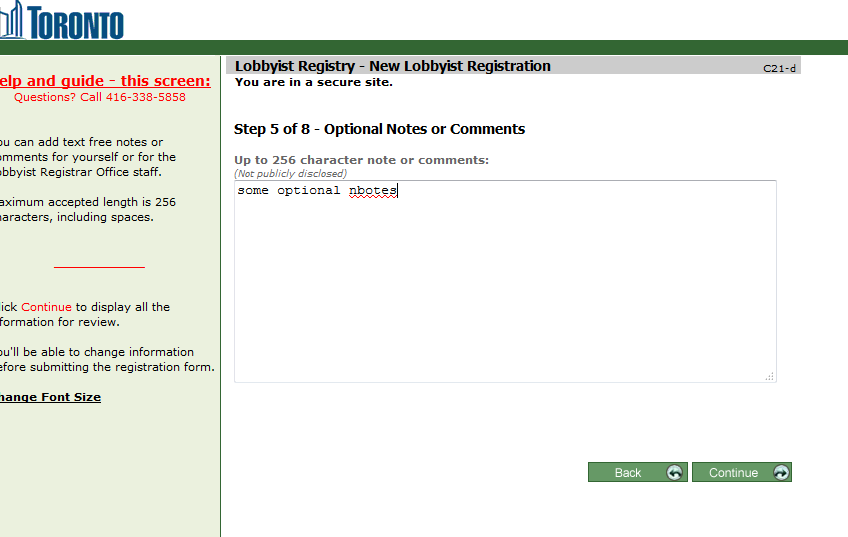 TORONTO
elp and guide - this screen:
Questions? Call 416-338-5858
ou can add text free notes or
omments for yourself or for the
obbyist Registrar Office staff.
aximum accepted length is 256
haracters, including spaces.
lick Continue to display all the
nformation for review.
ou'll be able to change information
efore submitting the registration form.
hange Font Size
Lobbyist Registry - New Lobbyist Registration
C21-d
You are in a secure site.
Step 5 of 8 - Optional Notes or Comments
Up to 256 character note or comments:
(Not publicly disclosed)
some optional nbotes
Back
Continue